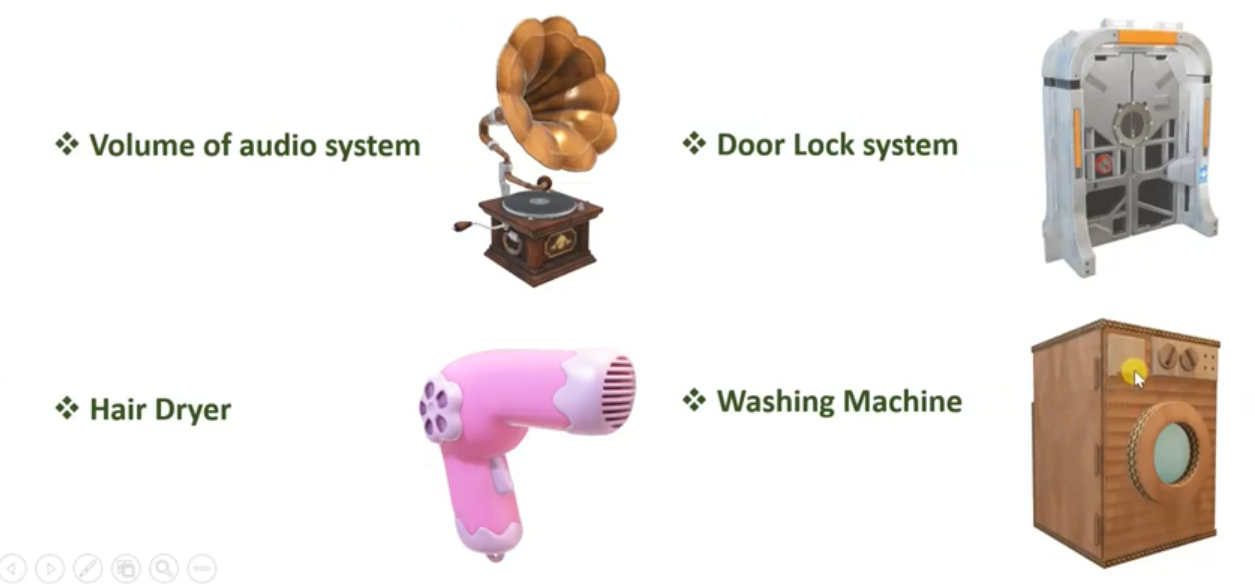 ❖ Volume of audio system
❖ Door Lock system
❖ Hair Dryer
❖ Washing Machine